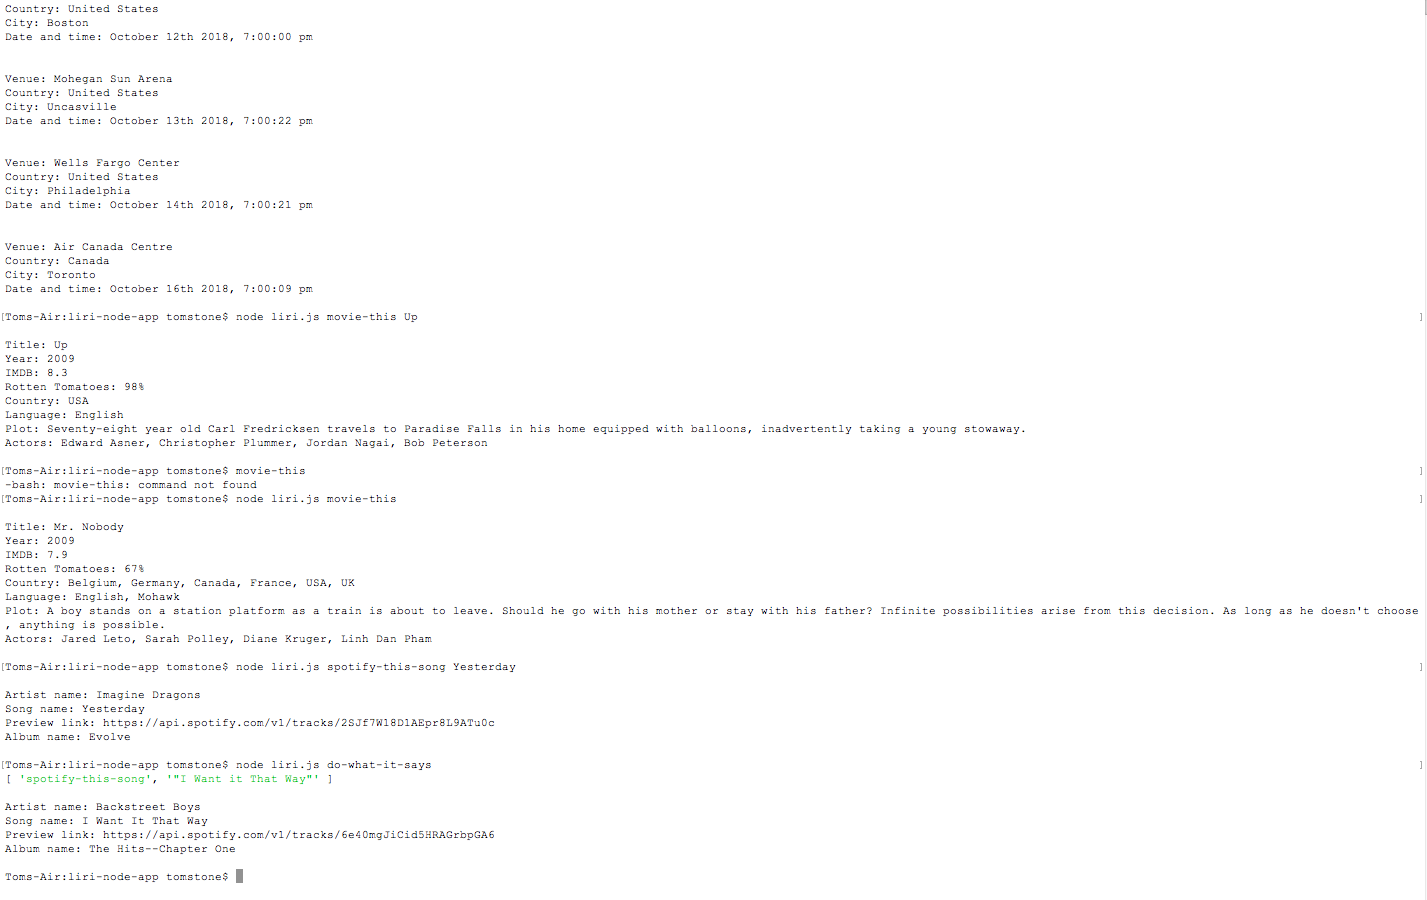 Country: United States
City: Boston
Date and time: October 12th 2018, 7:00:00 pm
Venue: Mohegan Sun Arena
Country: United States
City: Uncasville
Date and time: October 13th 2018, 7:00:22 pm
Venue: Wells Fargo Center
Country: United States
City: Philadelphia
Date and time: October 14th 2018, 7:00:21 pm
Venue: Air Canada Centre
Country: Canada
City: Toronto
Date and time: October 16th 2018, 7:00:09 pm
[Toms-Air:liri-node-app tomstone$ node liri.js movie-this Up ]
Title: Up
Year: 2009
IMDB: 8.3
Rotten Tomatoes: 98%
Country: USA
Language: English
Plot: Seventy-eight year old Carl Fredricksen travels to Paradise Falls in his home equipped with balloons, inadvertently taking a young stowaway.
Actors: Edward Asner, Christopher Plummer, Jordan Nagai, Bob Peterson
[Toms-Air:liri-node-app tomstone$ movie-this ]
-bash: movie-this: command not found
[Toms-Air:liri-node-app tomstone$ node liri.js movie-this ]
Title: Mr. Nobody
Year: 2009
IMDB: 7.9
Rotten Tomatoes: 67%
Country: Belgium, Germany, Canada, France, USA, UK
Language: English, Mohawk
Plot: A boy stands on a station platform as a train is about to leave. Should he go with his mother or stay with his father? Infinite possibilities arise from this decision. As long as he doesn't choose
, anything is possible.
Actors: Jared Leto, Sarah Polley, Diane Kruger, Linh Dan Pham
[Toms-Air:liri-node-app tomstone$ node liri.js spotify-this-song Yesterday ]
Artist name: Imagine Dragons
Song name: Yesterday
Preview link: https://api.spotify.com/v1/tracks/2SJf7W18D1AEpr8L9ATu0c
Album name: Evolve
[Toms-Air:liri-node-app tomstone$ node liri.js do-what-it-says ]
[ 'spotify-this-song', '"I Want it That Way"' ]
Artist name: Backstreet Boys
Song name: I Want It That Way
Preview link: https://api.spotify.com/v1/tracks/6e40mgJiCid5HRAGrbpGA6
Album name: The Hits--Chapter One
Toms-Air:liri-node-app tomstone$